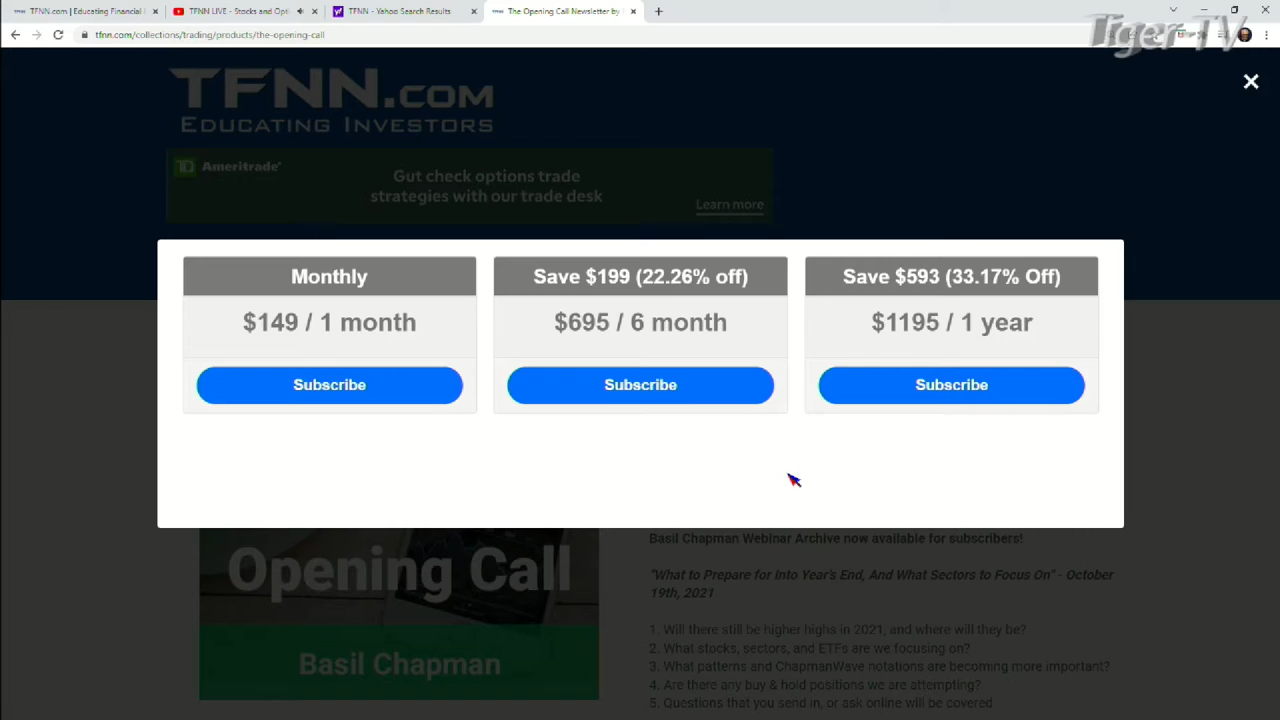 TFNN.com | Educating Financial
TFNN LIVE - Stocks and Opti
TFNN - Yahoo Search Results
The Opening Call Newsletter by
Tiger TV
tfnn.com/collections/trading/products/the-opening-call
TFNN.com
Educating Investors
TD Ameritrade
Gut check options trade
strategies with our trade desk
Learn more
Monthly
$149 / 1 month
Subscribe
Save $199 (22.26% off)
$695 / 6 month
Subscribe
Save $593 (33.17% Off)
$1195 / 1 year
Subscribe
Opening Call
Basil Chapman
Basil Chapman Webinar Archive now available for subscribers!
"What to Prepare for Into Year's End, And What Sectors to Focus On" - October
19th, 2021
1. Will there still be higher highs in 2021, and where will they be?
2. What stocks, sectors, and ETFs are we focusing on?
3. What patterns and ChapmanWave notations are becoming more important?
4. Are there any buy & hold positions we are attempting?
5. Questions that you send in, or ask online will be covered